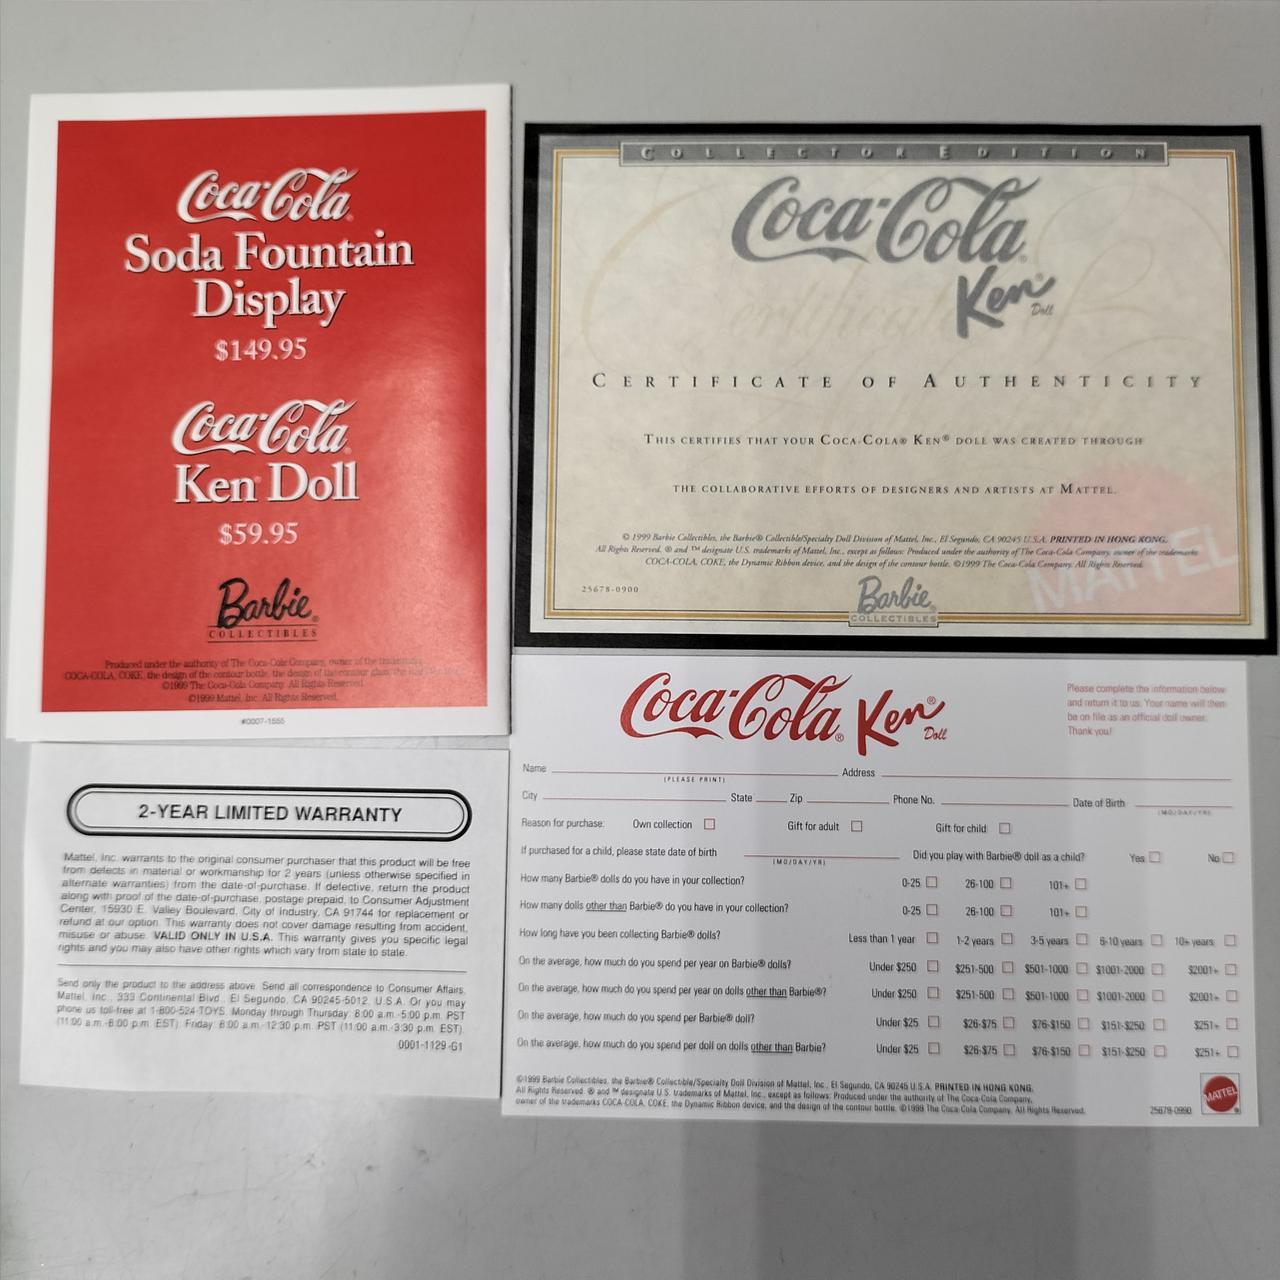 Coca-Cola®
Soda Fountain
Display
$149.95
Coca-Cola®
Ken Doll
$59.95
Barbie®
COLLECTIBLES
Produced under the authority of The Coca-Cola Company, owner of the trademarks
COCA-COLA, COKE, the design of the contour bottle, the design of the contour glass, the
©1999 The Coca-Cola Company. All Rights Reserved.
©1999 Mattel, Inc. All Rights Reserved.
#0007-1555
COLLECTOR EDITION
Coca-Cola®
Ken®
Doll
CERTIFICATE OF AUTHENTICITY
THIS CERTIFIES THAT YOUR COCA-COLA® KEN® DOLL WAS CREATED THROUGH
THE COLLABORATIVE EFFORTS OF DESIGNERS AND ARTISTS AT MATTEL.
© 1999 Barbie Collectibles, the Barbie® Collectible/Specialty Doll Division of Mattel, Inc., El Segundo, CA 90245 U.S.A. PRINTED IN HONG KONG.
All Rights Reserved. ® and ™ designate U.S. trademarks of Mattel, Inc., except as follows: Produced under the authority of The Coca-Cola Company, owner of the trademarks
COCA-COLA, COKE, the Dynamic Ribbon device, and the design of the contour bottle. ©1999 The Coca-Cola Company. All Rights Reserved.
MATTEL
25678-0900
Barbie®
COLLECTIBLES
2-YEAR LIMITED WARRANTY
Mattel, Inc. warrants to the original consumer purchaser that this product will be free
from defects in material or workmanship for 2 years (unless otherwise specified in
alternate warranties) from the date-of-purchase. If defective, return the product
along with proof of the date-of-purchase, postage prepaid, to Consumer Adjustment
Center, 15930 E. Valley Boulevard, City of Industry, CA 91744 for replacement or
refund at our option. This warranty does not cover damage resulting from accident,
misuse or abuse. VALID ONLY IN U.S.A. This warranty gives you specific legal
rights and you may also have other rights which vary from state to state.
Send only the product to the address above. Send all correspondence to Consumer Affairs,
Mattel, Inc., 333 Continental Blvd., El Segundo, CA 90245-5012, U.S.A. Or you may
phone us toll-free at 1-800-524-TOYS. Monday through Thursday: 8:00 a.m.-5:00 p.m. PST
(11:00 a.m.-8:00 p.m. EST). Friday: 8:00 a.m.-12:30 p.m. PST (11:00 a.m.-3:30 p.m. EST).
0001-1129-G1
Coca-Cola® Ken®
Doll
Please complete the information below
and return it to us. Your name will then
be on file as an official doll owner.
Thank you!
Name (PLEASE PRINT) Address
City State Zip Phone No. Date of Birth (MO/DAY/YR)
Reason for purchase: Own collection Gift for adult Gift for child
If purchased for a child, please state date of birth (MO/DAY/YR) Did you play with Barbie® doll as a child? Yes No
How many Barbie® dolls do you have in your collection? 0-25 26-100 101+
How many dolls other than Barbie® do you have in your collection? 0-25 26-100 101+
How long have you been collecting Barbie® dolls? Less than 1 year 1-2 years 3-5 years 6-10 years 10+ years
On the average, how much do you spend per year on Barbie® dolls? Under $250 $251-500 $501-1000 $1001-2000 $2001+
On the average, how much do you spend per year on dolls other than Barbie®? Under $250 $251-500 $501-1000 $1001-2000 $2001+
On the average, how much do you spend per Barbie® doll? Under $25 $26-$75 $76-$150 $151-$250 $251+
On the average, how much do you spend per doll on dolls other than Barbie? Under $25 $26-$75 $76-$150 $151-$250 $251+
©1999 Barbie Collectibles, the Barbie® Collectible/Specialty Doll Division of Mattel, Inc., El Segundo, CA 90245 U.S.A. PRINTED IN HONG KONG.
All Rights Reserved. ® and ™ designate U.S. trademarks of Mattel, Inc., except as follows: Produced under the authority of The Coca-Cola Company,
owner of the trademarks COCA-COLA, COKE, the Dynamic Ribbon device, and the design of the contour bottle. ©1999 The Coca-Cola Company. All Rights Reserved.
25678-0990
MATTEL®